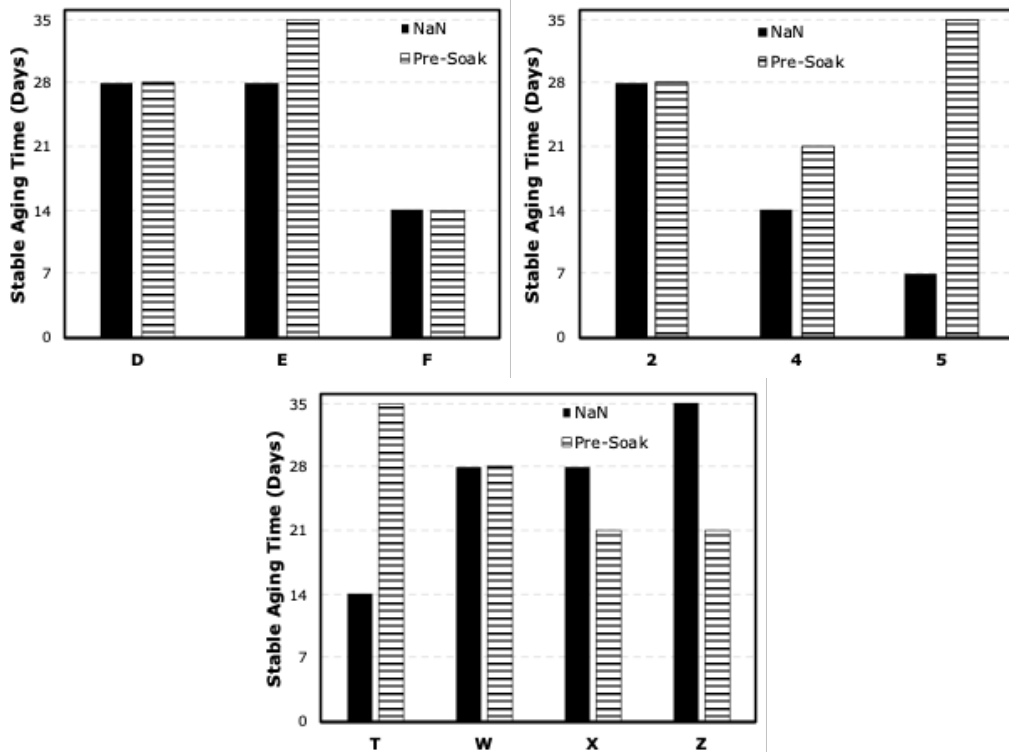 Stable Aging Time (Days)
35
28
21
14
7
0
NaN
Pre-Soak
D E F
Stable Aging Time (Days)
35
28
21
14
7
0
NaN
Pre-Soak
2 4 5
Stable Aging Time (Days)
35
28
21
14
7
0
NaN
Pre-Soak
T W X Z